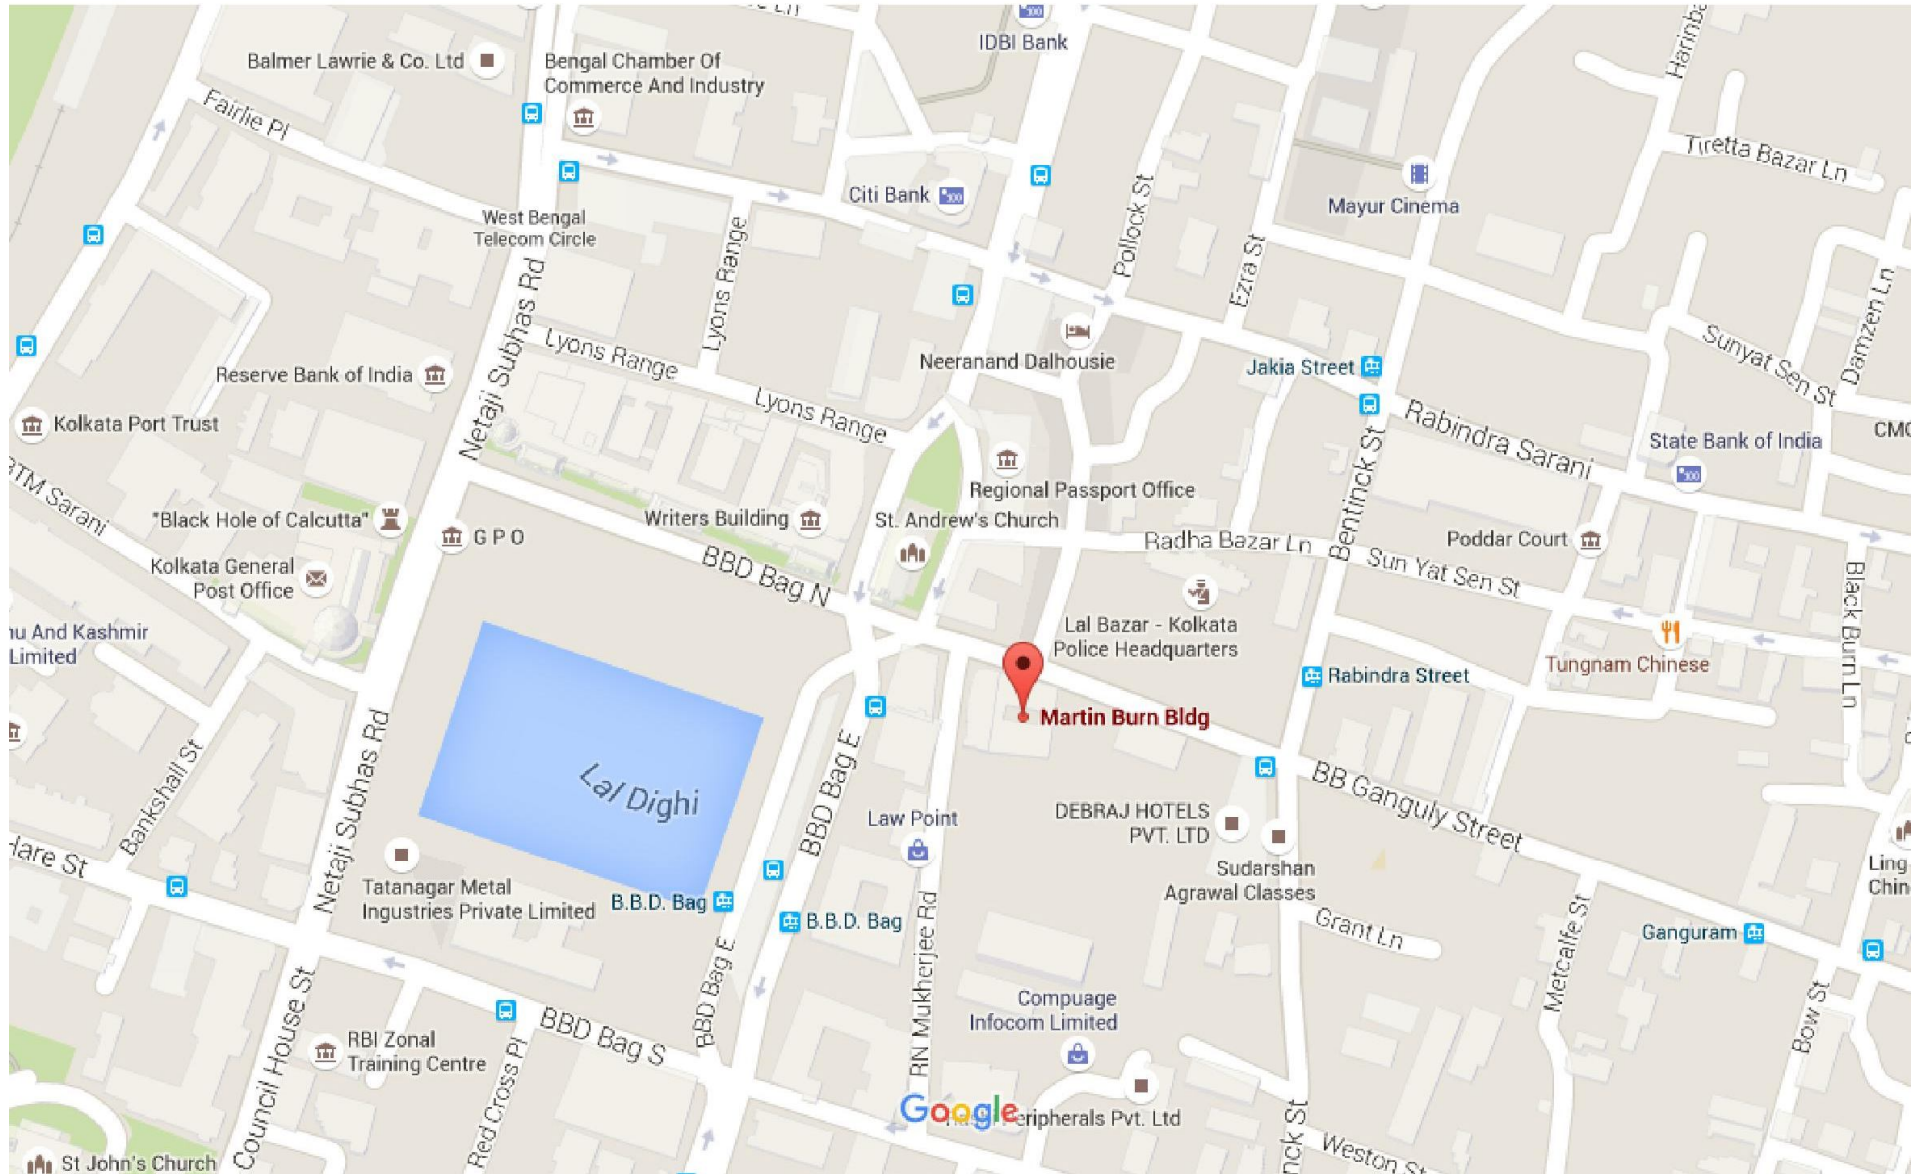 IDBI Bank
Balmer Lawrie & Co. Ltd
Bengal Chamber Of
Commerce And Industry
Fairlie Pl
Tiretta Bazar Ln
Citi Bank
Mayur Cinema
Pollock St
West Bengal
Telecom Circle
Lyons Range
Ezra St
Netaji Subhas Rd
Damzen Ln
Lyons Range
Neeranand Dalhousie
Jakia Street
Sunyat Sen St
Reserve Bank of India
Lyons Range
Rabindra Sarani
Kolkata Port Trust
State Bank of India
Bentinck St
Regional Passport Office
"Black Hole of Calcutta"
Writers Building
St. Andrew's Church
G P O
Radha Bazar Ln
Poddar Court
Sun Yat Sen St
Kolkata General
Post Office
BBD Bag N
Black Burn Ln
And Kashmir
Limited
Lal Bazar - Kolkata
Police Headquarters
Tungnam Chinese
Rabindra Street
Martin Burn Bldg
Bankshall St
Netaji Subhas Rd
Lal Dighi
BBD Bag E
BB Ganguly Street
Law Point
DEBRAJ HOTELS
PVT. LTD
Sudarshan
Agrawal Classes
Tatanagar Metal
Ingustries Private Limited
B.B.D. Bag
B.B.D. Bag
RN Mukherjee Rd
Grant Ln
Metcalfe St
Ganguram
BBD Bag E
Compuage
Infocom Limited
Council House St
RBI Zonal
Training Centre
BBD Bag S
Red Cross Pl
Bow St
Google
Pvt. Ltd
Weston St
St John's Church